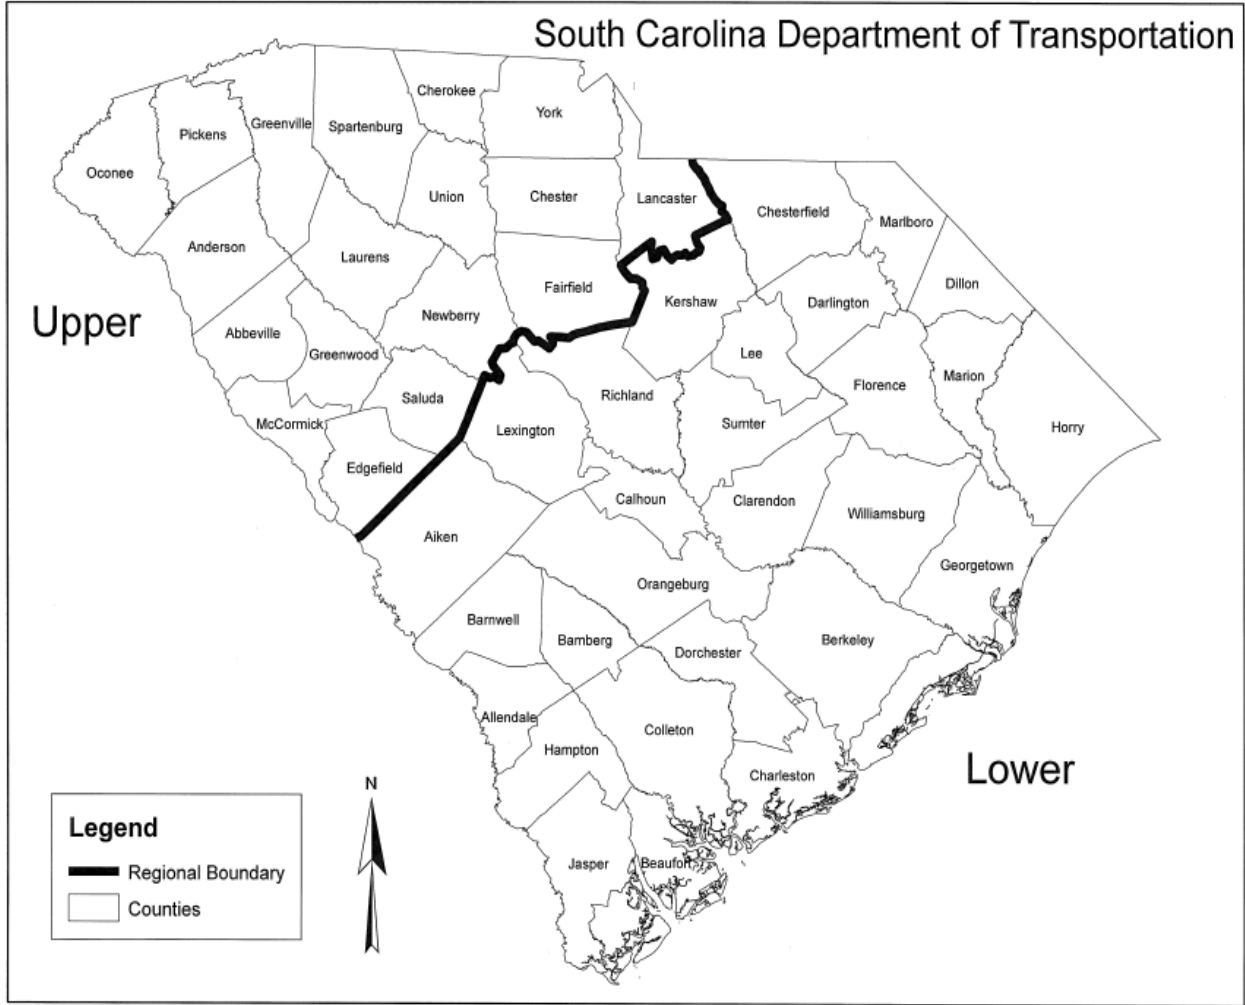 South Carolina Department of Transportation
Cherokee
York
Greenville
Spartenburg
Pickens
Oconee
Union
Chester
Lancaster
Chesterfield
Marlboro
Anderson
Laurens
Fairfield
Kershaw
Darlington
Dillon
Upper
Newberry
Abbeville
Greenwood
Lee
Marion
Florence
Saluda
Richland
McCormick
Lexington
Sumter
Horry
Edgefield
Calhoun
Clarendon
Williamsburg
Aiken
Georgetown
Orangeburg
Barnwell
Bamberg
Dorchester
Berkeley
Allendale
Colleton
Hampton
Charleston
Lower
N
Legend
Regional Boundary
Counties
Jasper
Beaufort